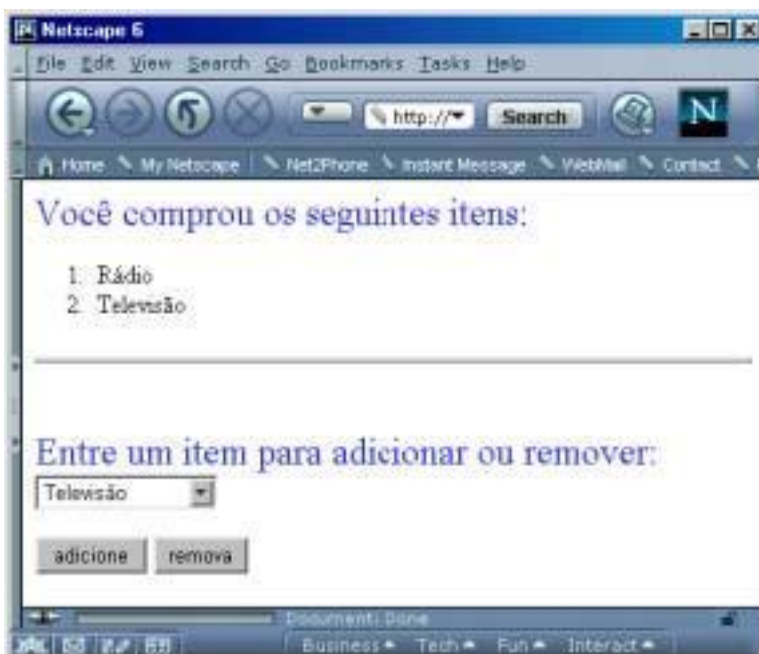 Netscape 6
File Edit View Search Go Bookmarks Tasks Help
http:// Search N
Home My Netscape Net2Phone Instant Message WebMail Contact
Você comprou os seguintes itens:
1. Rádio
2. Televisão
Entre um item para adicionar ou remover:
Televisão
adicione remova
Document: Done
Business Tech Fun Interact